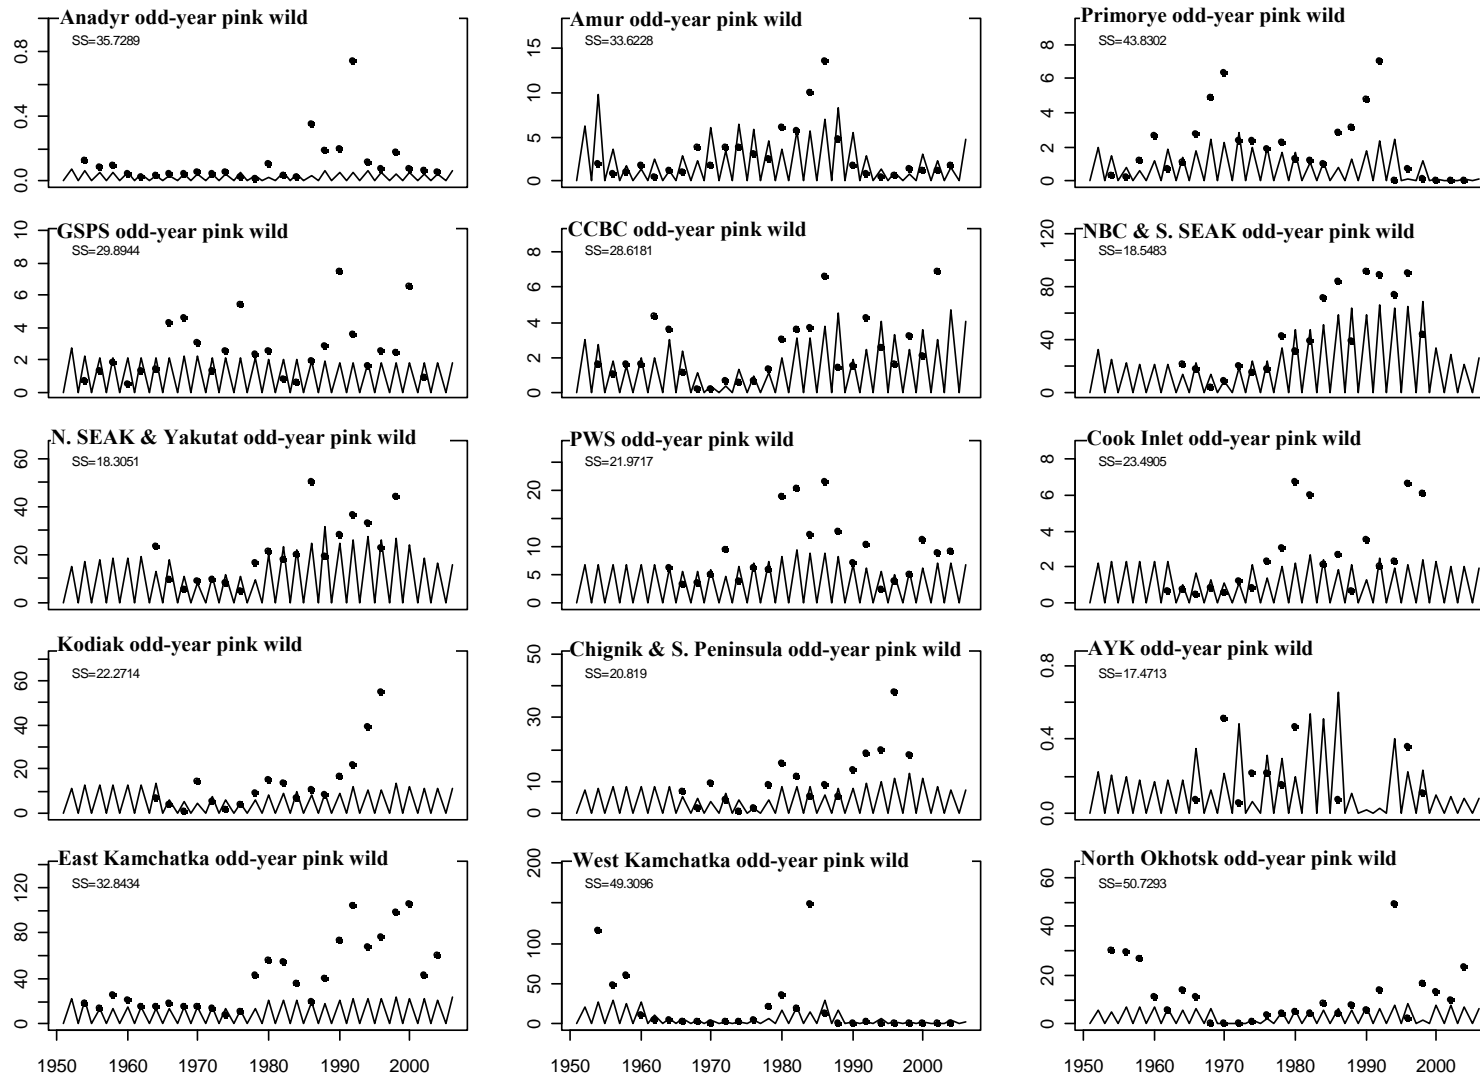 Anadyr odd-year pink wild
SS=35.7289
0.8
0.4
0.0
Amur odd-year pink wild
SS=33.6228
15
10
5
0
Primorye odd-year pink wild
SS=43.8302
8
6
4
2
0
GSPS odd-year pink wild
SS=29.8944
10
8
6
4
2
0
CCBC odd-year pink wild
SS=28.6181
8
6
4
2
0
NBC & S. SEAK odd-year pink wild
SS=18.5483
120
80
40
0
N. SEAK & Yakutat odd-year pink wild
SS=18.3051
60
40
20
0
PWS odd-year pink wild
SS=21.9717
20
10
5
0
Cook Inlet odd-year pink wild
SS=23.4905
8
6
4
2
0
Kodiak odd-year pink wild
SS=22.2714
60
40
20
0
Chignik & S. Peninsula odd-year pink wild
SS=20.819
50
30
10
0
AYK odd-year pink wild
SS=17.4713
0.8
0.4
0.0
East Kamchatka odd-year pink wild
SS=32.8434
120
80
40
0
West Kamchatka odd-year pink wild
SS=49.3096
200
100
50
0
North Okhotsk odd-year pink wild
SS=50.7293
60
40
20
0
1950 1960 1970 1980 1990 2000
1950 1960 1970 1980 1990 2000
1950 1960 1970 1980 1990 2000